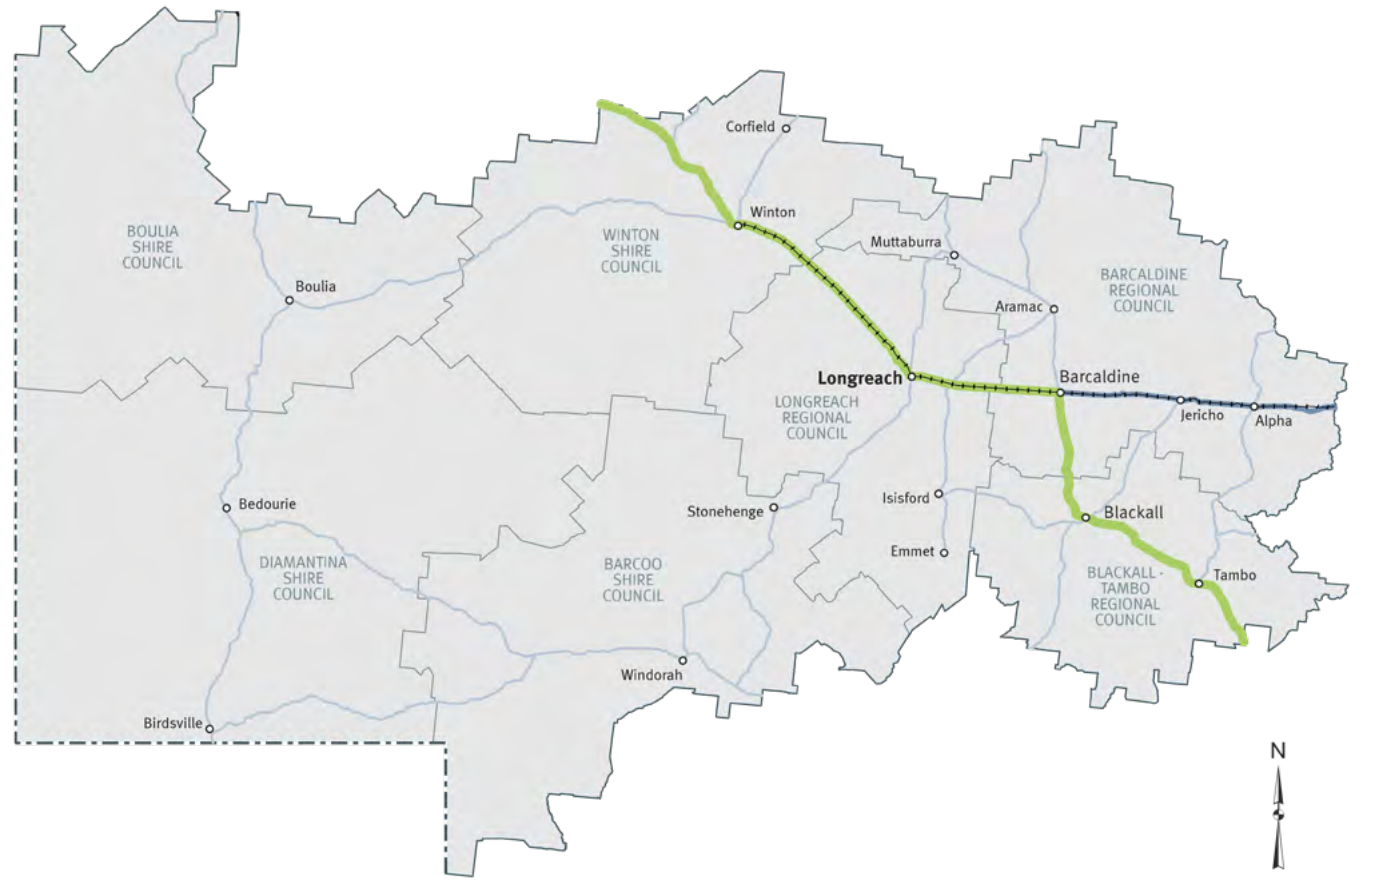 Corfield
Winton
BOULIA
SHIRE
COUNCIL
WINTON
SHIRE
COUNCIL
Muttaburra
BARCALDINE
REGIONAL
COUNCIL
Boulia
Aramac
Longreach
Barcaldine
LONGREACH
REGIONAL
COUNCIL
Jericho
Alpha
Bedourie
Stonehenge
Isisford
Blackall
Emmet
DIAMANTINA
SHIRE
COUNCIL
BARCOO
SHIRE
COUNCIL
BLACKALL -
TAMBO
REGIONAL
COUNCIL
Tambo
Windorah
Birdsville
N